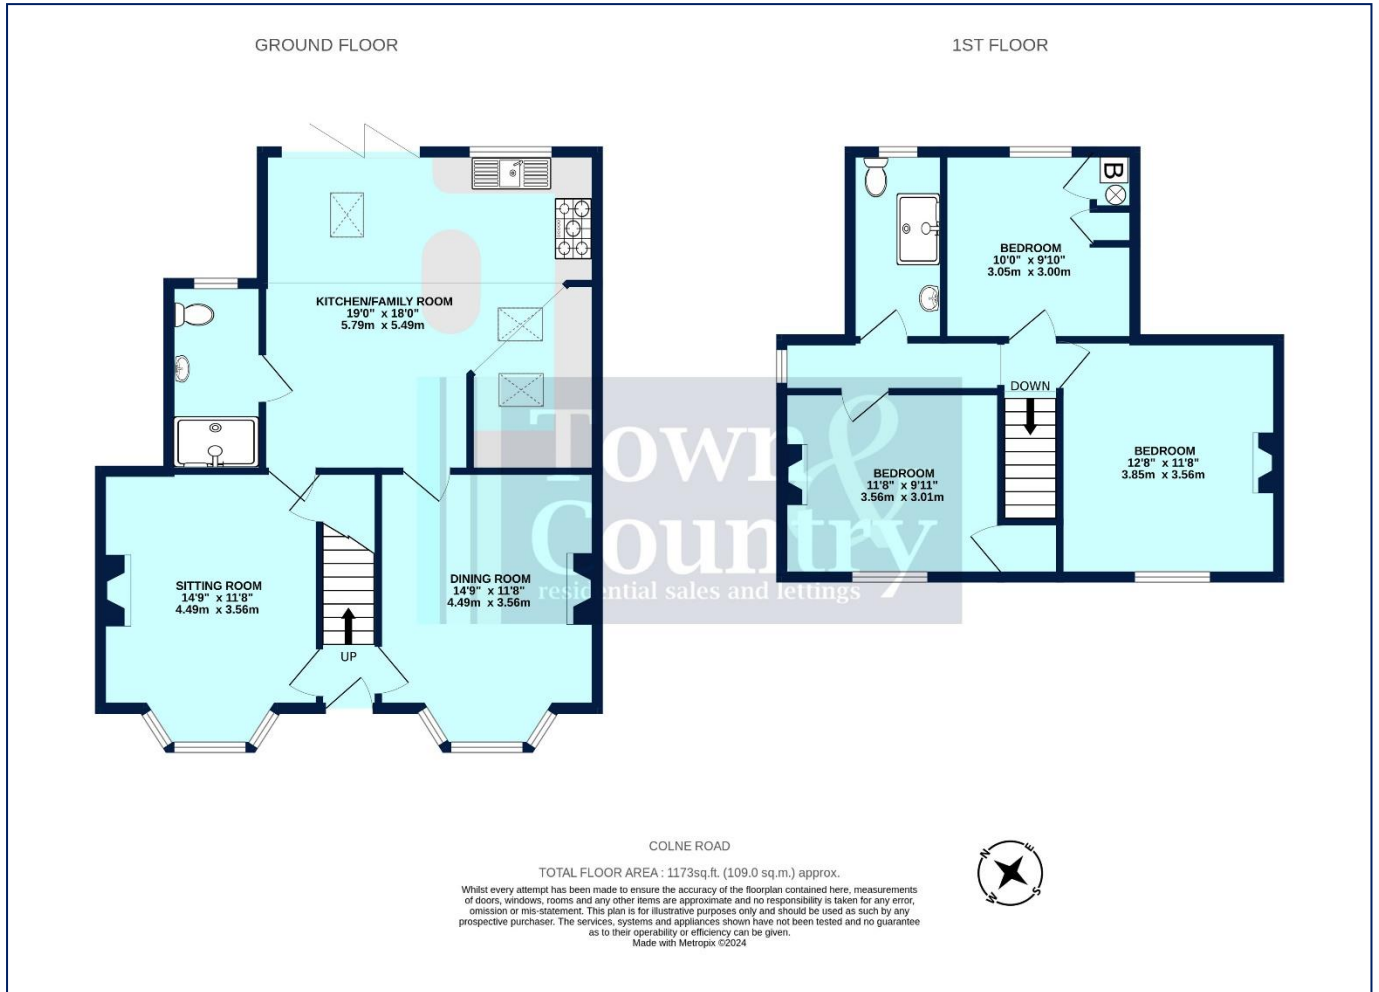 GROUND FLOOR
1ST FLOOR
KITCHEN/FAMILY ROOM
19'0" x 18'0"
5.79m x 5.49m
SITTING ROOM
14'9" x 11'8"
4.49m x 3.56m
DINING ROOM
14'9" x 11'8"
4.49m x 3.56m
UP
B
BEDROOM
10'0" x 9'10"
3.05m x 3.00m
DOWN
BEDROOM
12'8" x 11'8"
3.85m x 3.56m
BEDROOM
11'8" x 9'11"
3.56m x 3.01m
Town &
Country
residential sales and lettings
COLNE ROAD
TOTAL FLOOR AREA : 1173sq.ft. (109.0 sq.m.) approx.
Whilst every attempt has been made to ensure the accuracy of the floorplan contained here, measurements
of doors, windows, rooms and any other items are approximate and no responsibility is taken for any error,
omission or mis-statement. This plan is for illustrative purposes only and should be used as such by any
prospective purchaser. The services, systems and appliances shown have not been tested and no guarantee
as to their operability or efficiency can be given.
Made with Metropix ©2024
N
E
S
W